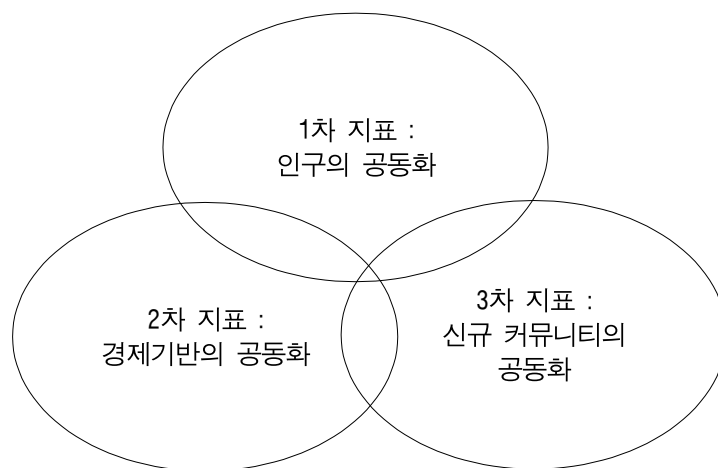 1차 지표 :
인구의 공동화
2차 지표 :
경제기반의 공동화
3차 지표 :
신규 커뮤니티의
공동화